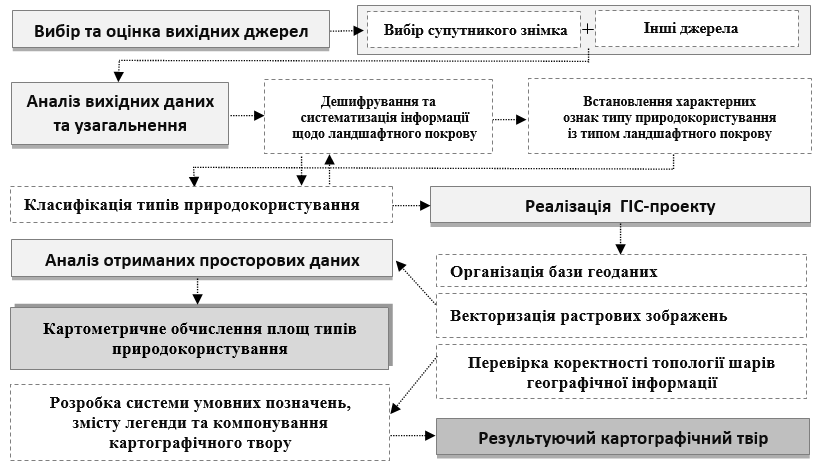 Вибір та оцінка вихідних джерел
Вибір супутникого знімка
+
Інші джерела
Аналіз вихідних даних
та узагальнення
Дешифрування та
систематизація інформації
щодо ландшафтного покрову
Встановлення характерних
ознак типу природокористування
із типом ландшафтного покрову
Класифікація типів природокористування
Реалізація ГІС-проекту
Аналіз отриманих просторових даних
Організація бази геоданих
Векторизація растрових зображень
Картометричне обчислення площ типів
природокористування
Перевірка коректності топології шарів
географічної інформації
Розробка системи умовних позначень,
змісту легенди та компонування
картографічного твору
Результуючий картографічний твір